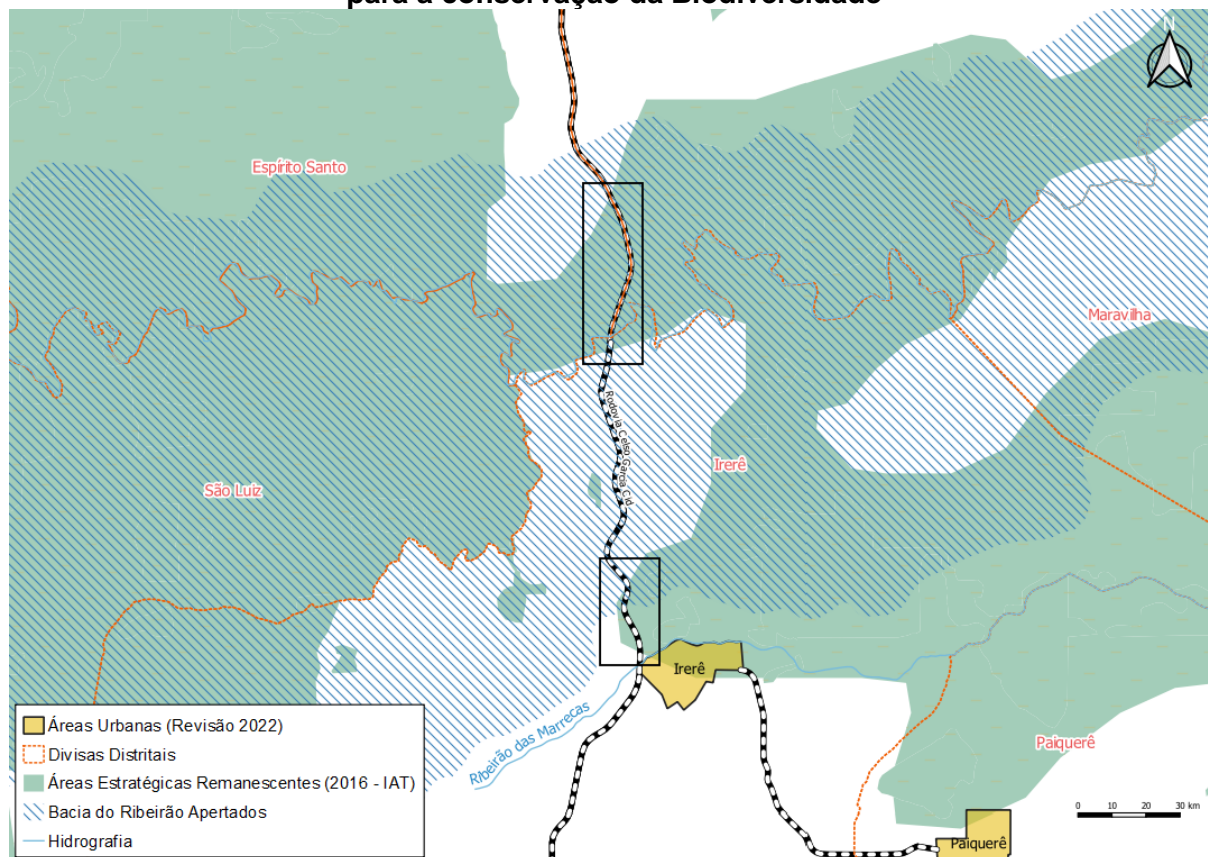 para a conservação da Biodiversidade
N
Espírito Santo
Maravilha
Rodovia Celso Garcia Cid
Irerê
São Luiz
Irerê
Ribeirão das Marrecas
Paiquerê
Paiquerê
0 10 20 30 km
Áreas Urbanas (Revisão 2022)
Divisas Distritais
Áreas Estratégicas Remanescentes (2016 - IAT)
Bacia do Ribeirão Apertados
Hidrografia